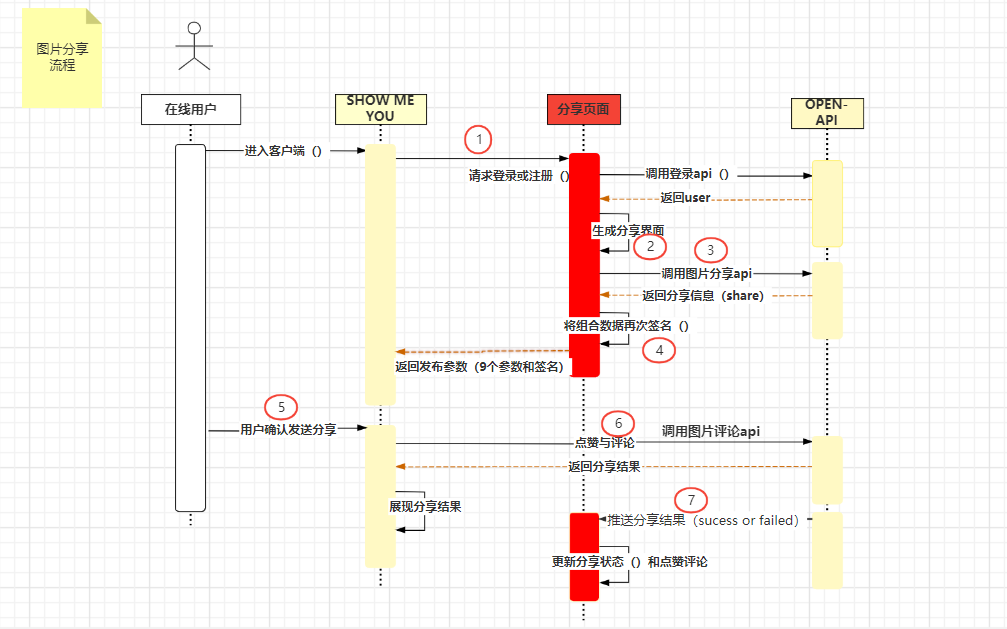 图片分享
流程
在线用户
SHOW ME
YOU
分享页面
OPEN-
API
进入客户端（）
1
请求登录或注册（）
调用登录api（）
返回user
生成分享界面
2
3
调用图片分享api
返回分享信息（share）
将组合数据再次签名（）
4
返回发布参数（9个参数和签名）
5
用户确认发送分享
6
调用图片评论api
点赞与评论
返回分享结果
展现分享结果
7
推送分享结果（sucess or failed）
更新分享状态（）和点赞评论